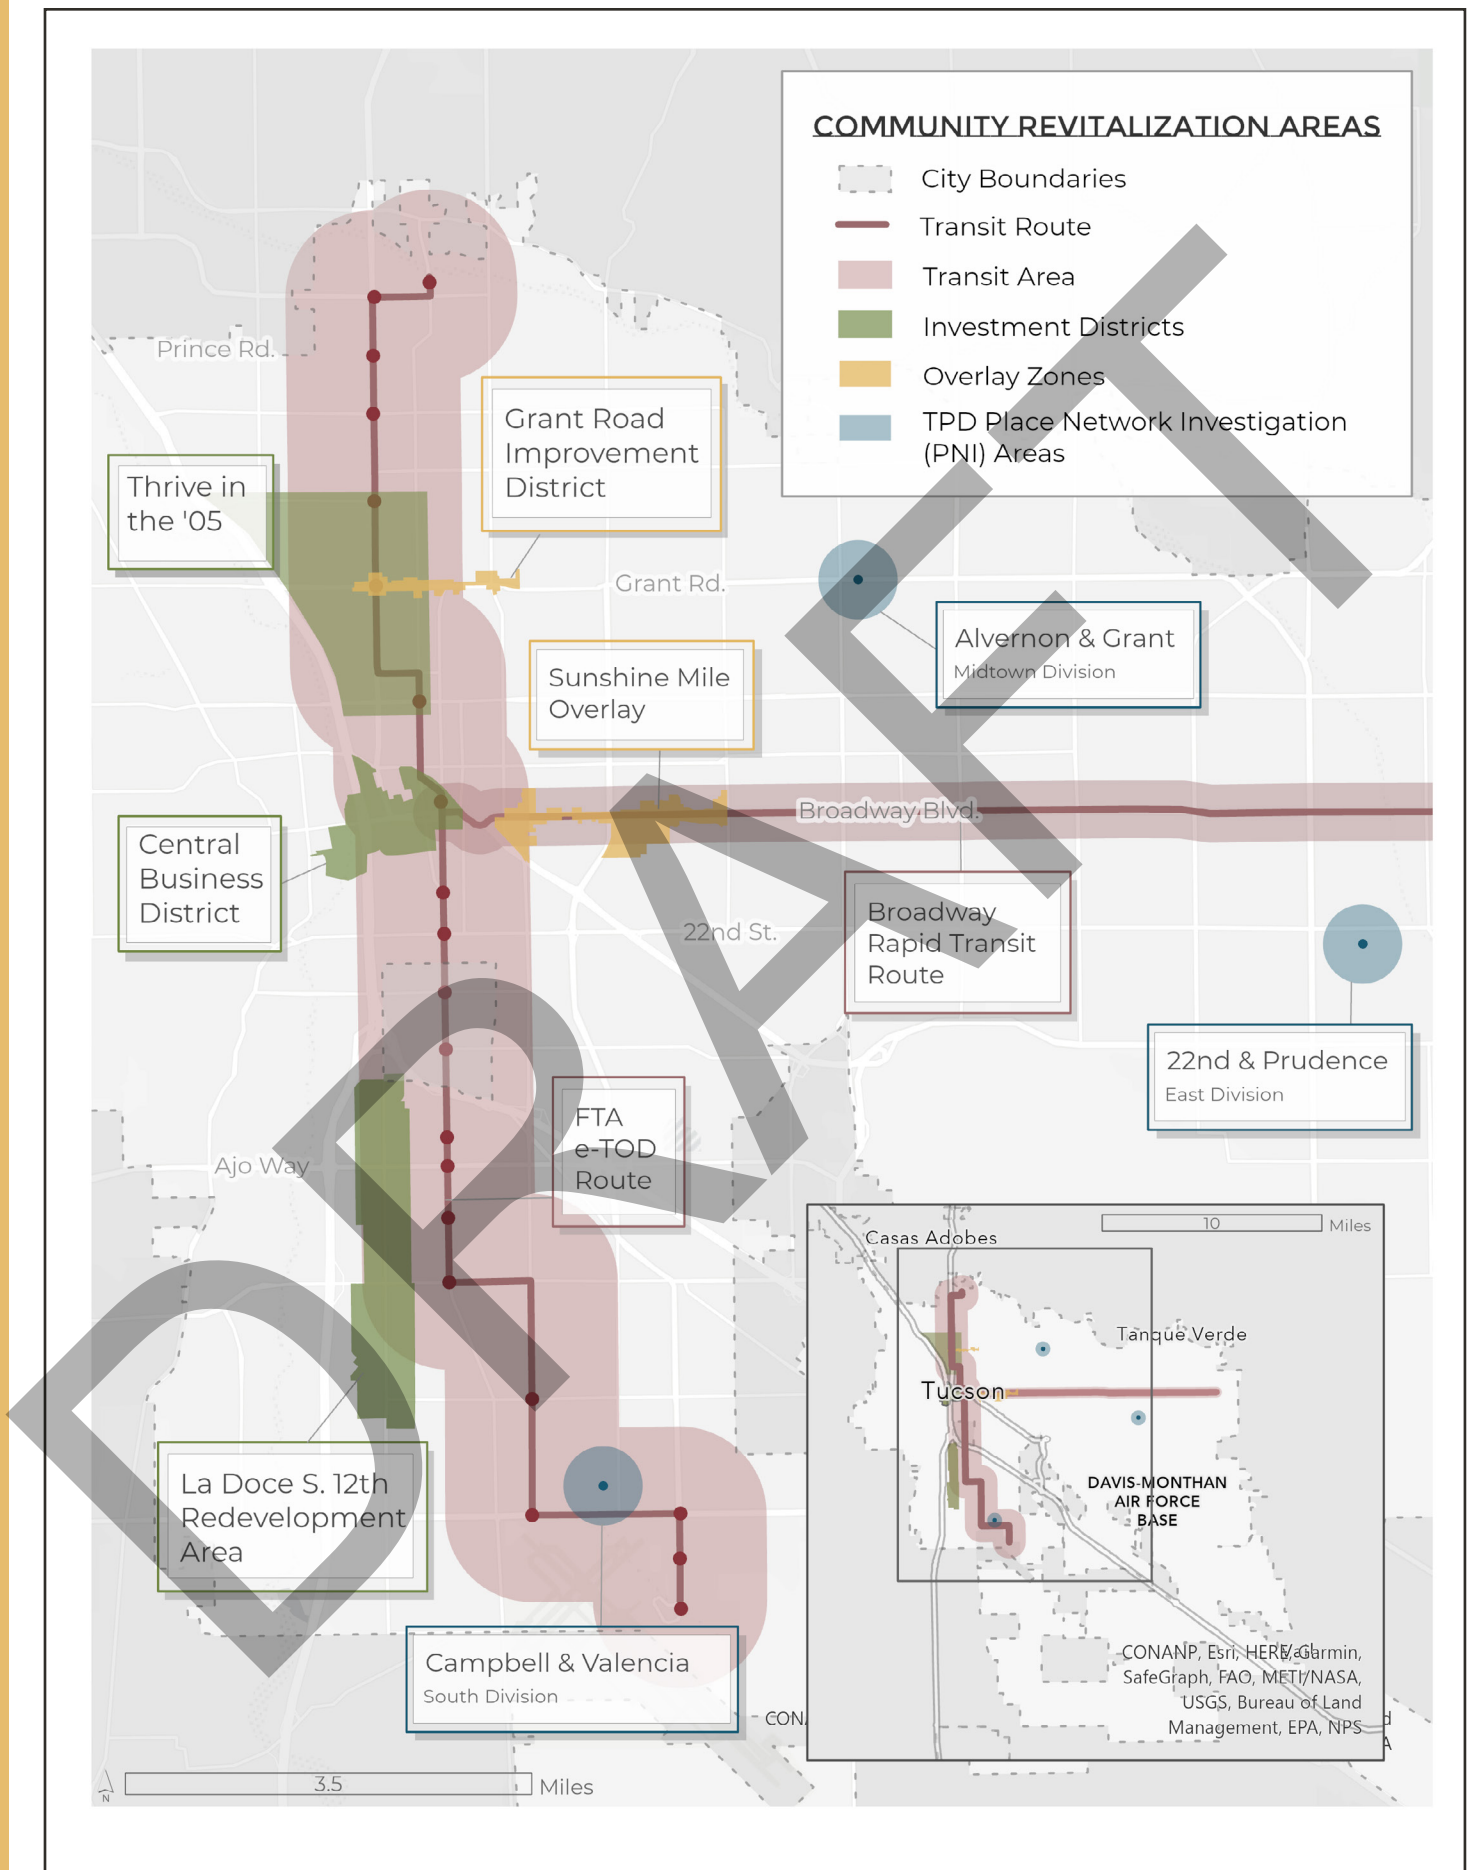 COMMUNITY REVITALIZATION AREAS
City Boundaries
Transit Route
Transit Area
Investment Districts
Overlay Zones
TPD Place Network Investigation
(PNI) Areas
Prince Rd.
Grant Road
Improvement
District
Thrive in
the '05
Grant Rd.
Alvernon & Grant
Midtown Division
Sunshine Mile
Overlay
Broadway Blvd.
Central
Business
District
22nd St.
Broadway
Rapid Transit
Route
22nd & Prudence
East Division
FTA
e-TOD
Route
Ajo Way
La Doce S. 12th
Redevelopment
Area
Campbell & Valencia
South Division
DRAFT
10 Miles
Casas Adobes
Tanque Verde
Tucson
DAVIS-MONTHAN
AIR FORCE
BASE
CONANP, Esri, HERE, Garmin,
SafeGraph, FAO, METI/NASA,
USGS, Bureau of Land
Management, EPA, NPS
N
3.5 Miles